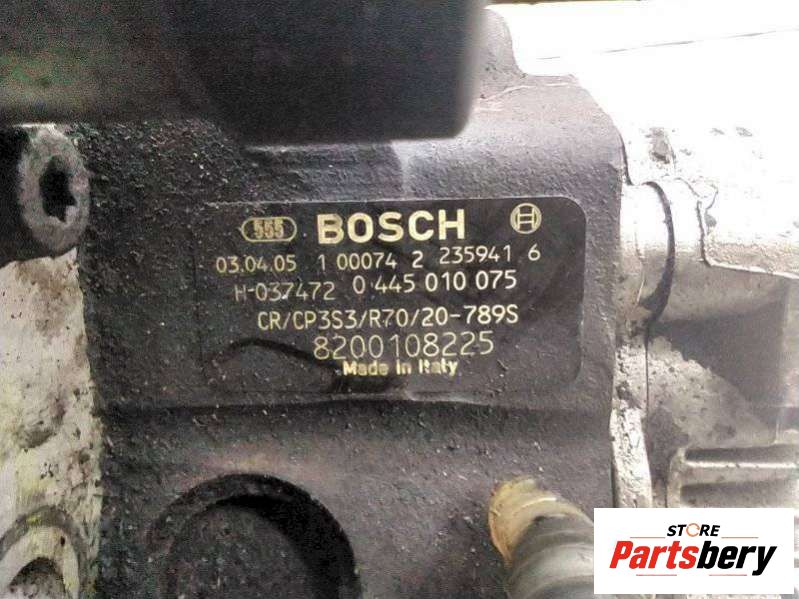 555 BOSCH
03.04.05 1 00074 2 235941 6
H-037472 0 445 010 075
CR/CP3S3/R70/20-789S
8200108225
Made in Italy
STORE
Partsbery